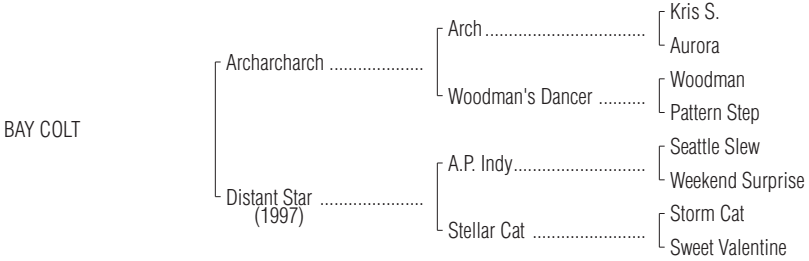 Kris S.
Arch ................................
Aurora
Archarcharch ....................
Woodman
Woodman's Dancer ..........
Pattern Step
BAY COLT
Seattle Slew
A.P. Indy...........................
Weekend Surprise
Distant Star ......................
(1997)
Storm Cat
Stellar Cat .......................
Sweet Valentine